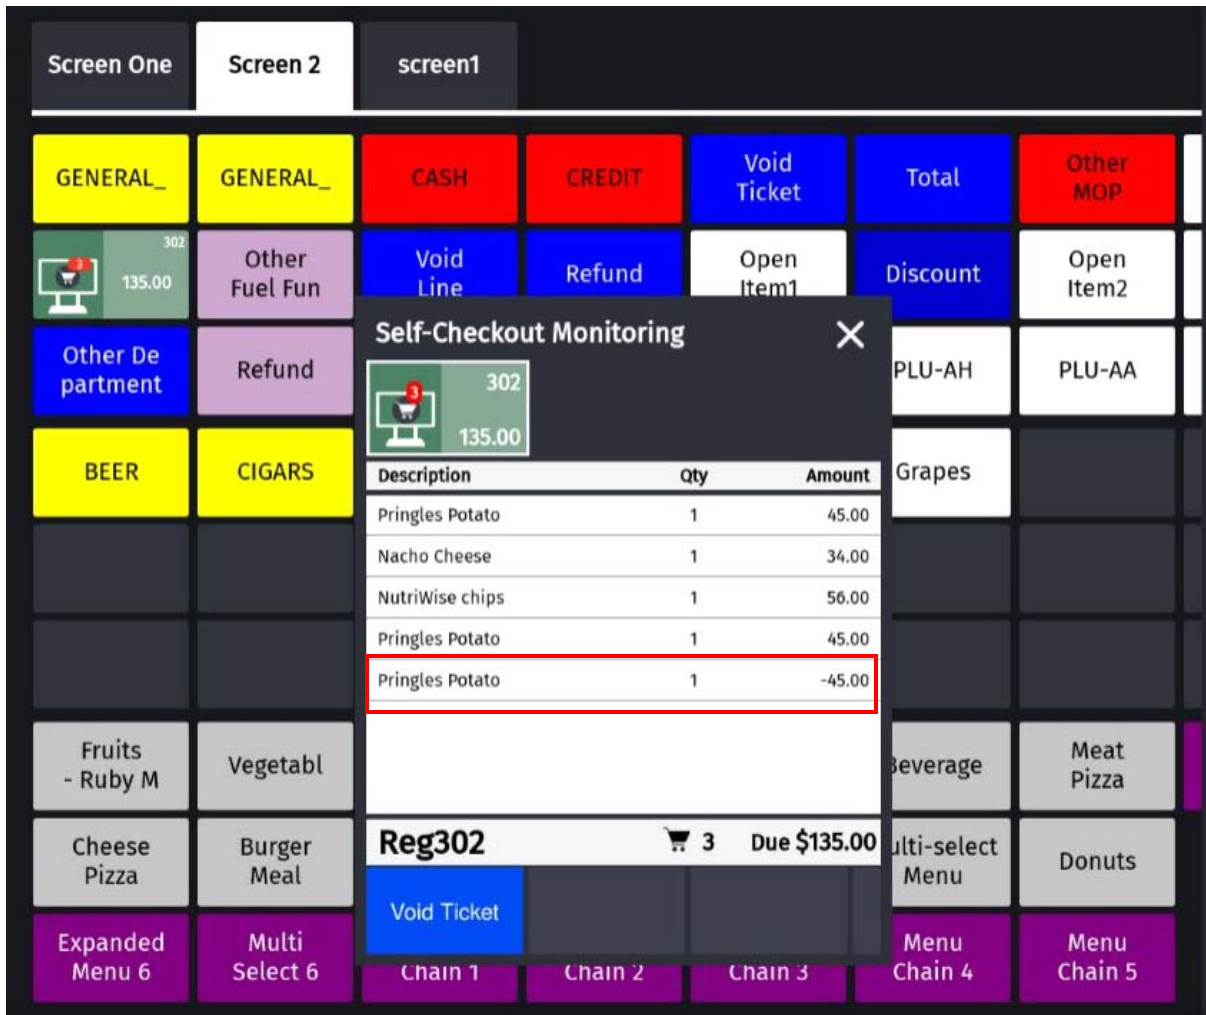 Screen One
Screen 2
screen1
GENERAL_
GENERAL_
CASH
CREDIT
Void
Ticket
Total
Other
MOP
3
302
135.00
Other
Fuel Fun
Void
Line
Refund
Open
Item1
Discount
Open
Item2
Other De
partment
Refund
PLU-AH
PLU-AA
BEER
CIGARS
Grapes
Self-Checkout Monitoring
3
302
135.00
Description Qty Amount
Pringles Potato 1 45.00
Nacho Cheese 1 34.00
NutriWise chips 1 56.00
Pringles Potato 1 45.00
Pringles Potato 1 -45.00
Reg302 3 Due $135.00
Void Ticket
Fruits
- Ruby M
Vegetabl
Beverage
Meat
Pizza
Cheese
Pizza
Burger
Meal
ulti-select
Menu
Donuts
Expanded
Menu 6
Multi
Select 6
Chain 1
Chain 2
Chain 3
Menu
Chain 4
Menu
Chain 5